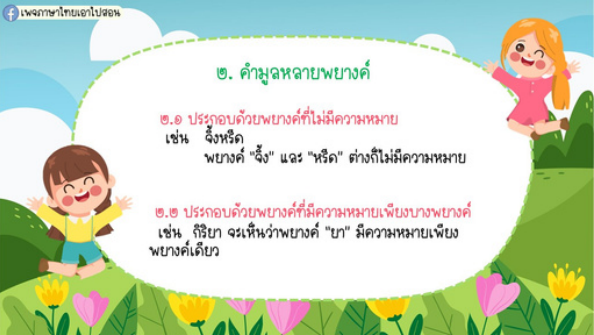 เพจภาษาไทยเอาไปสอน
๒. คำมูลหลายพยางค์
๒.๑ ประกอบด้วยพยางค์ที่ไม่มีความหมาย
เช่น จิ้งหรีด
พยางค์ "จิ้ง" และ "หรีด" ต่างก็ไม่มีความหมาย
๒.๒ ประกอบด้วยพยางค์ที่มีความหมายเพียงบางพยางค์
เช่น กิริยา จะเห็นว่าพยางค์ "ยา" มีความหมายเพียง
พยางค์เดียว